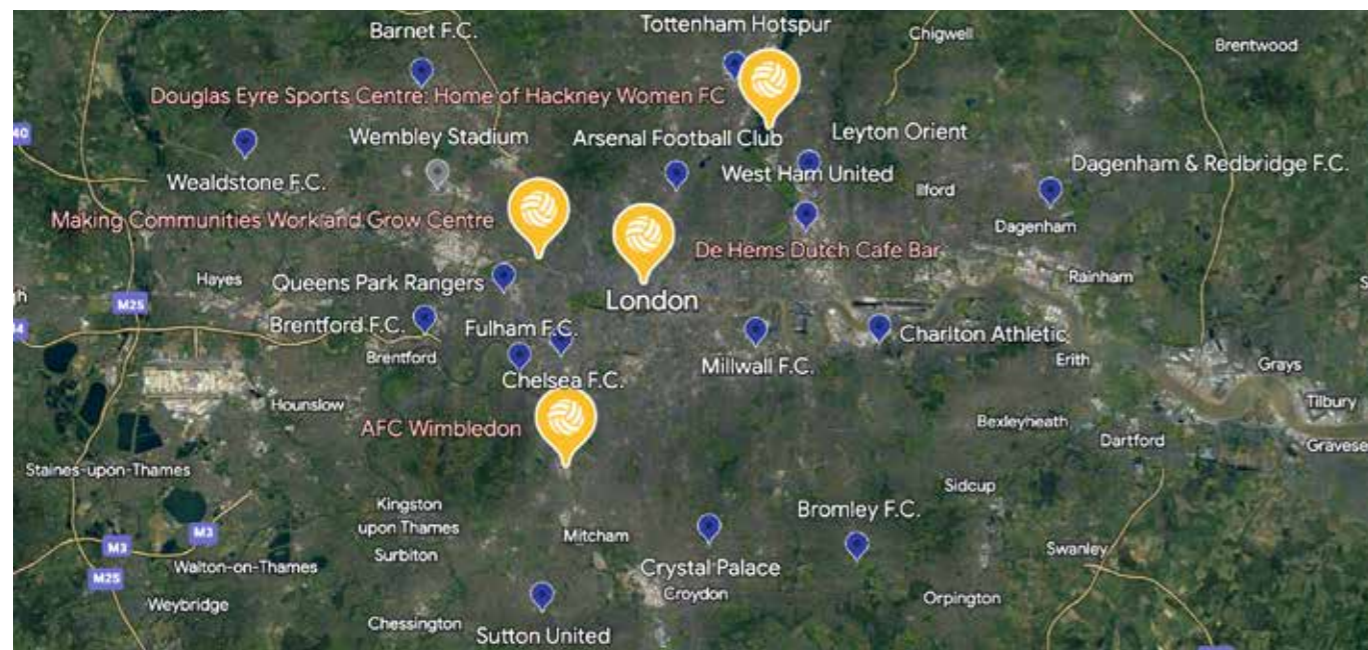 Tottenham Hotspur
Barnet F.C.
Chigwell
Brentwood
Douglas Eyre Sports Centre: Home of Hackney Women FC
40
Wembley Stadium
Arsenal Football Club
Leyton Orient
Wealdstone F.C.
West Ham United
Ilford
Dagenham & Redbridge F.C.
Making Communities Work and Grow Centre
Dagenham
De Hems Dutch Cafe Bar
Hayes
Queens Park Rangers
Rainham
M25
London
Brentford F.C.
Fulham F.C.
Charlton Athletic
Brentford
Chelsea F.C.
Millwall F.C.
Erith
Grays
Hounslow
Tilbury
AFC Wimbledon
Bexleyheath
Dartford
Gravese
Staines-upon-Thames
Sidcup
Kingston
upon Thames
Bromley F.C.
M3
M3
Surbiton
Mitcham
Swanley
Walton-on-Thames
Crystal Palace
M25
Croydon
Orpington
Weybridge
Chessington
Sutton United